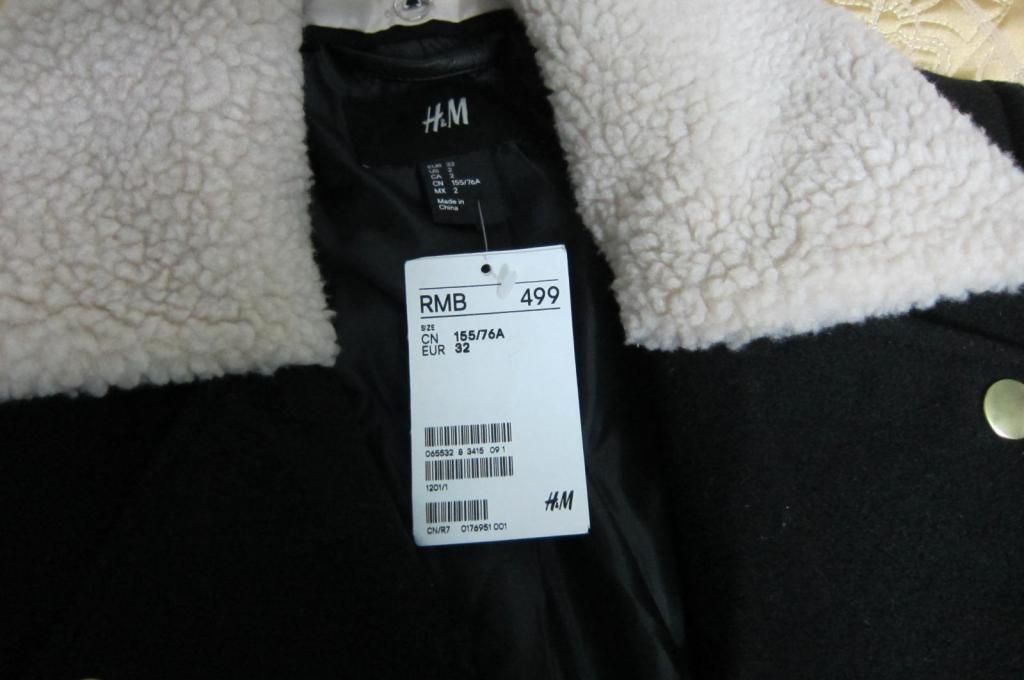 H&M
EUR 32
US 2
CA 2
CN 155/76A
MX 2
Made in
China
RMB 499
SIZE
CN 155/76A
EUR 32
065532 8 3415 09 1
1201/1
H&M
CN/R7 0176951 001